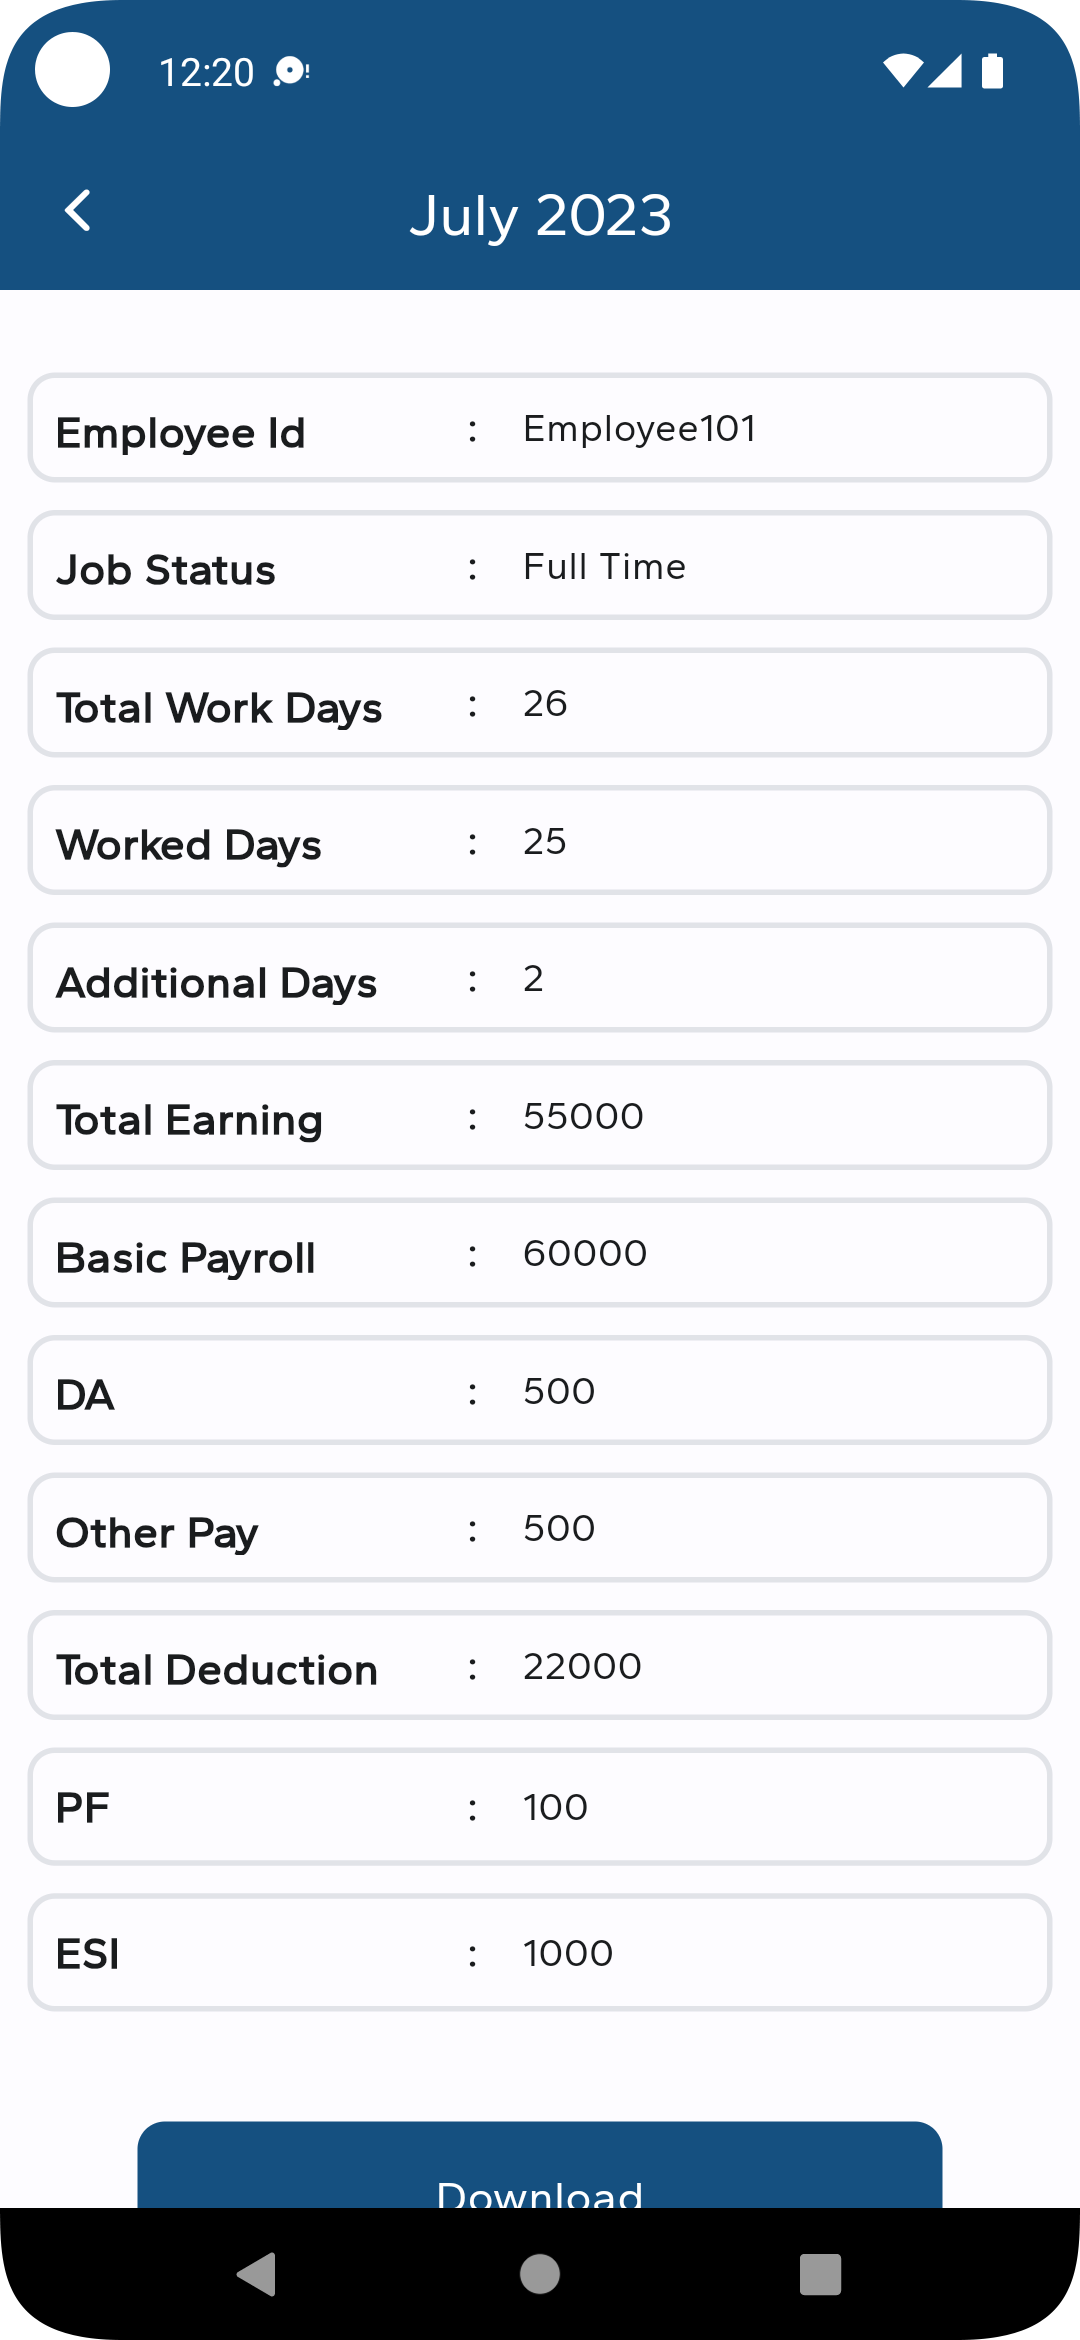 12:20
July 2023
Employee Id : Employee101
Job Status : Full Time
Total Work Days : 26
Worked Days : 25
Additional Days : 2
Total Earning : 55000
Basic Payroll : 60000
DA : 500
Other Pay : 500
Total Deduction : 22000
PF : 100
ESI : 1000
Download